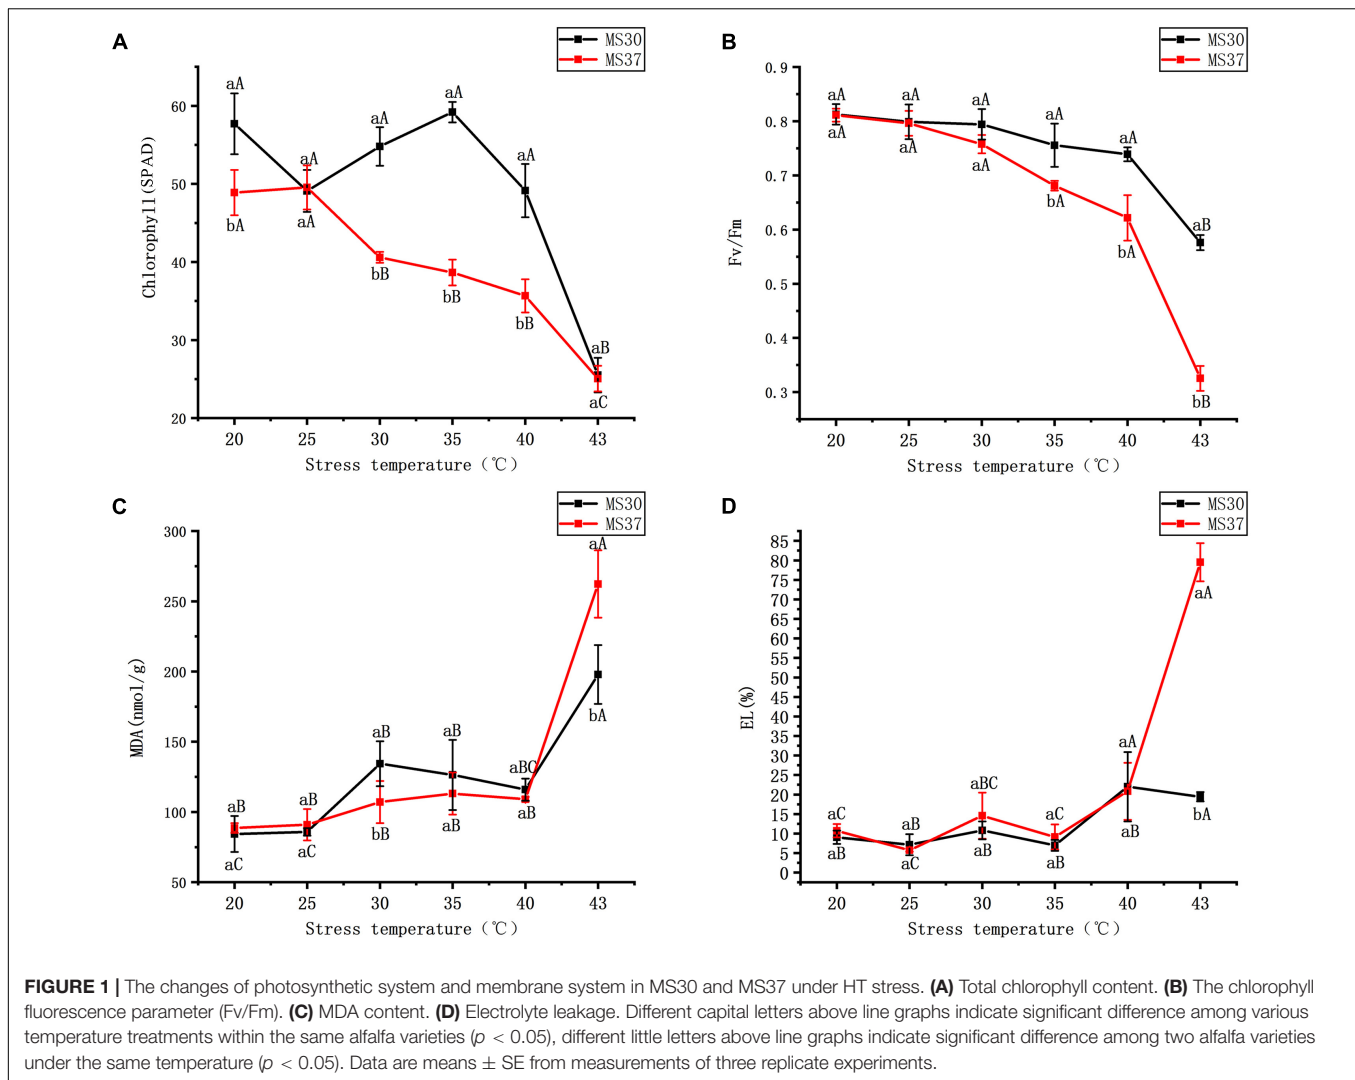 A
MS30
MS37
Chlorophyll(SPAD)
60
50
40
30
20
aA
aA
aA
aA
aA
aB
bA
aA
bB
bB
bB
aC
20 25 30 35 40 43
Stress temperature（℃）
B
MS30
MS37
Fv/Fm
0.9
0.8
0.7
0.6
0.5
0.4
0.3
aA
aA
aA
aA
aA
aB
aA
aA
aA
bA
bA
bB
20 25 30 35 40 43
Stress temperature（℃）
C
MS30
MS37
MDA(nmol/g)
300
250
200
150
100
50
aB
aB
aB
aB
aBC
aA
aC
aC
bB
aB
aB
bA
20 25 30 35 40 43
Stress temperature（℃）
D
MS30
MS37
EL(%)
85
80
75
70
65
60
55
50
45
40
35
30
25
20
15
10
5
0
aC
aB
aBC
aC
aA
aA
aB
aC
aB
aB
aB
bA
20 25 30 35 40 43
Stress temperature（℃）
FIGURE 1 | The changes of photosynthetic system and membrane system in MS30 and MS37 under HT stress. (A) Total chlorophyll content. (B) The chlorophyll
fluorescence parameter (Fv/Fm). (C) MDA content. (D) Electrolyte leakage. Different capital letters above line graphs indicate significant difference among various
temperature treatments within the same alfalfa varieties (p < 0.05), different little letters above line graphs indicate significant difference among two alfalfa varieties
under the same temperature (p < 0.05). Data are means ± SE from measurements of three replicate experiments.